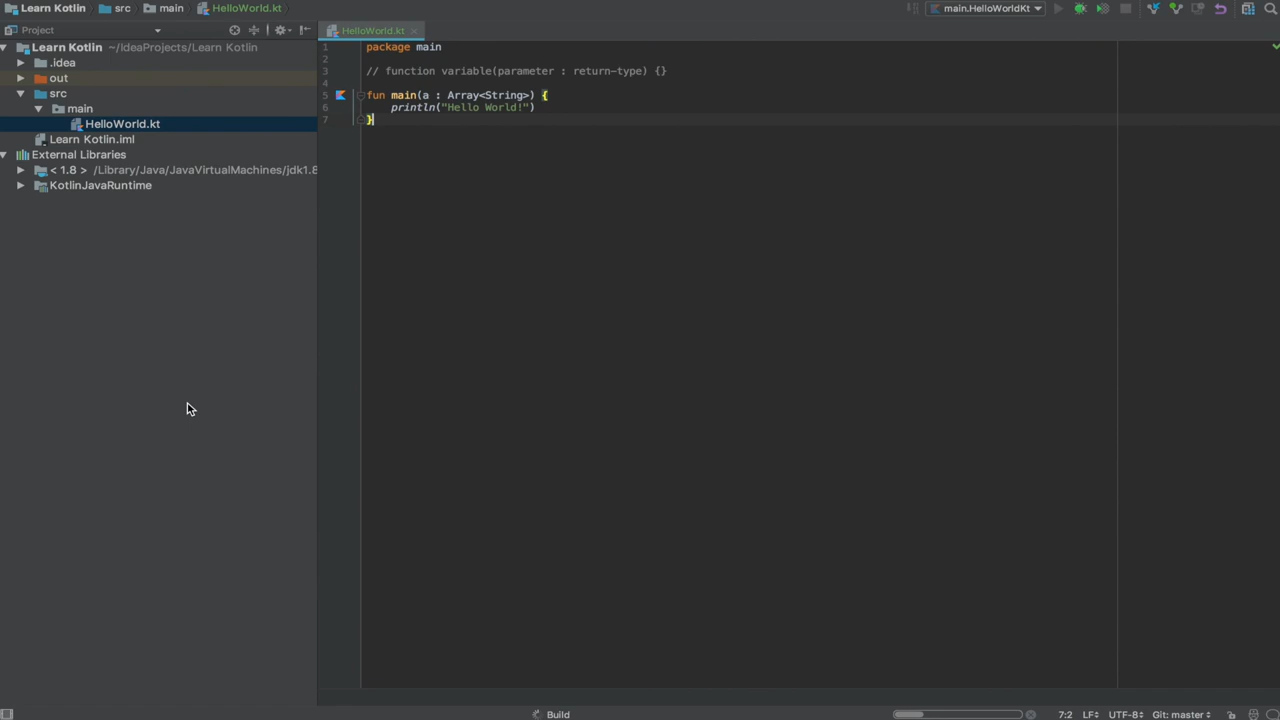 Learn Kotlin src main HelloWorld.kt main.HelloWorldKt
Project HelloWorld.kt
Learn Kotlin ~/IdeaProjects/Learn Kotlin
.idea
out
src
main
HelloWorld.kt
Learn Kotlin.iml
External Libraries
< 1.8 > /Library/Java/JavaVirtualMachines/jdk1.8
KotlinJavaRuntime
1 package main
2
3 // function variable(parameter : return-type) {}
4
5 fun main(a : Array<String>) {
6 println("Hello World!")
7 }
Build 7:2 LF÷ UTF-8÷ Git: master÷